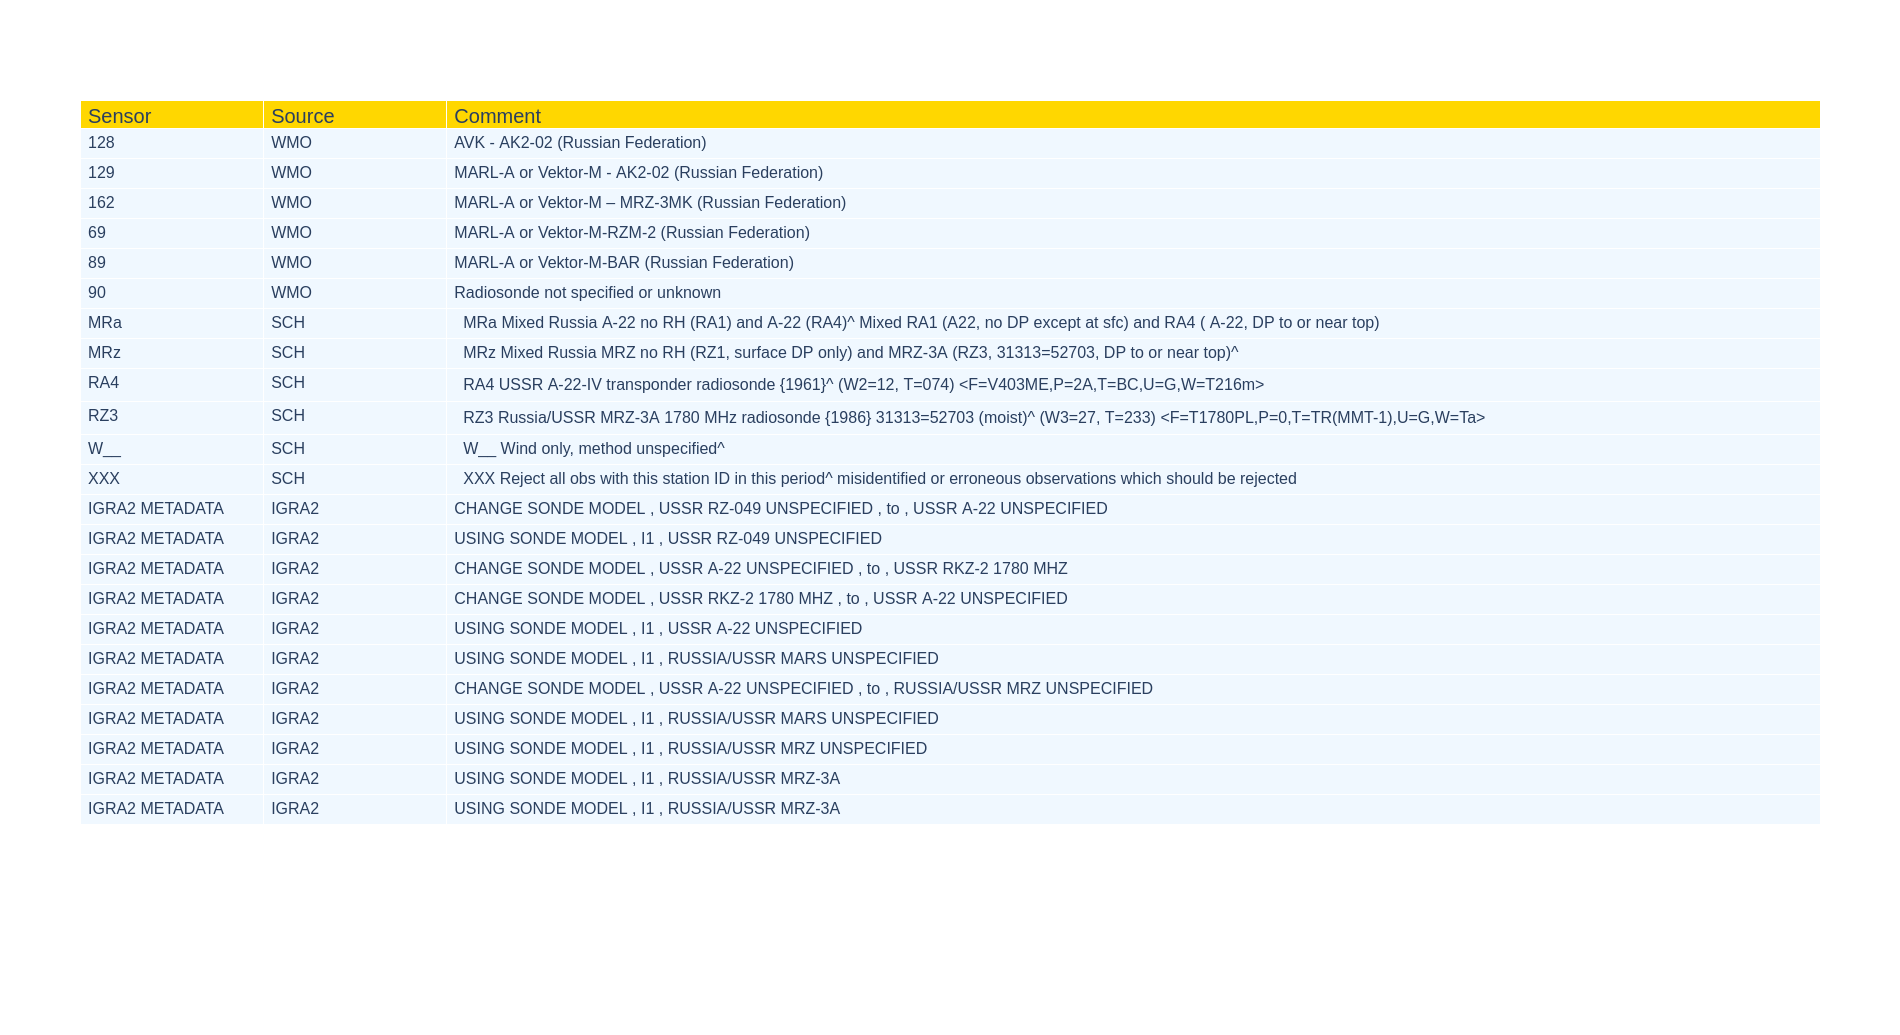 Sensor Source Comment
128 WMO AVK - AK2-02 (Russian Federation)
129 WMO MARL-A or Vektor-M - AK2-02 (Russian Federation)
162 WMO MARL-A or Vektor-M – MRZ-3MK (Russian Federation)
69 WMO MARL-A or Vektor-M-RZM-2 (Russian Federation)
89 WMO MARL-A or Vektor-M-BAR (Russian Federation)
90 WMO Radiosonde not specified or unknown
MRa SCH MRa Mixed Russia A-22 no RH (RA1) and A-22 (RA4)^ Mixed RA1 (A22, no DP except at sfc) and RA4 ( A-22, DP to or near top)
MRz SCH MRz Mixed Russia MRZ no RH (RZ1, surface DP only) and MRZ-3A (RZ3, 31313=52703, DP to or near top)^
RA4 SCH RA4 USSR A-22-IV transponder radiosonde {1961}^ (W2=12, T=074) <F=V403ME,P=2A,T=BC,U=G,W=T216m>
RZ3 SCH RZ3 Russia/USSR MRZ-3A 1780 MHz radiosonde {1986} 31313=52703 (moist)^ (W3=27, T=233) <F=T1780PL,P=0,T=TR(MMT-1),U=G,W=Ta>
W__ SCH W__ Wind only, method unspecified^
XXX SCH XXX Reject all obs with this station ID in this period^ misidentified or erroneous observations which should be rejected
IGRA2 METADATA IGRA2 CHANGE SONDE MODEL , USSR RZ-049 UNSPECIFIED , to , USSR A-22 UNSPECIFIED
IGRA2 METADATA IGRA2 USING SONDE MODEL , I1 , USSR RZ-049 UNSPECIFIED
IGRA2 METADATA IGRA2 CHANGE SONDE MODEL , USSR A-22 UNSPECIFIED , to , USSR RKZ-2 1780 MHZ
IGRA2 METADATA IGRA2 CHANGE SONDE MODEL , USSR RKZ-2 1780 MHZ , to , USSR A-22 UNSPECIFIED
IGRA2 METADATA IGRA2 USING SONDE MODEL , I1 , USSR A-22 UNSPECIFIED
IGRA2 METADATA IGRA2 USING SONDE MODEL , I1 , RUSSIA/USSR MARS UNSPECIFIED
IGRA2 METADATA IGRA2 CHANGE SONDE MODEL , USSR A-22 UNSPECIFIED , to , RUSSIA/USSR MRZ UNSPECIFIED
IGRA2 METADATA IGRA2 USING SONDE MODEL , I1 , RUSSIA/USSR MARS UNSPECIFIED
IGRA2 METADATA IGRA2 USING SONDE MODEL , I1 , RUSSIA/USSR MRZ UNSPECIFIED
IGRA2 METADATA IGRA2 USING SONDE MODEL , I1 , RUSSIA/USSR MRZ-3A
IGRA2 METADATA IGRA2 USING SONDE MODEL , I1 , RUSSIA/USSR MRZ-3A